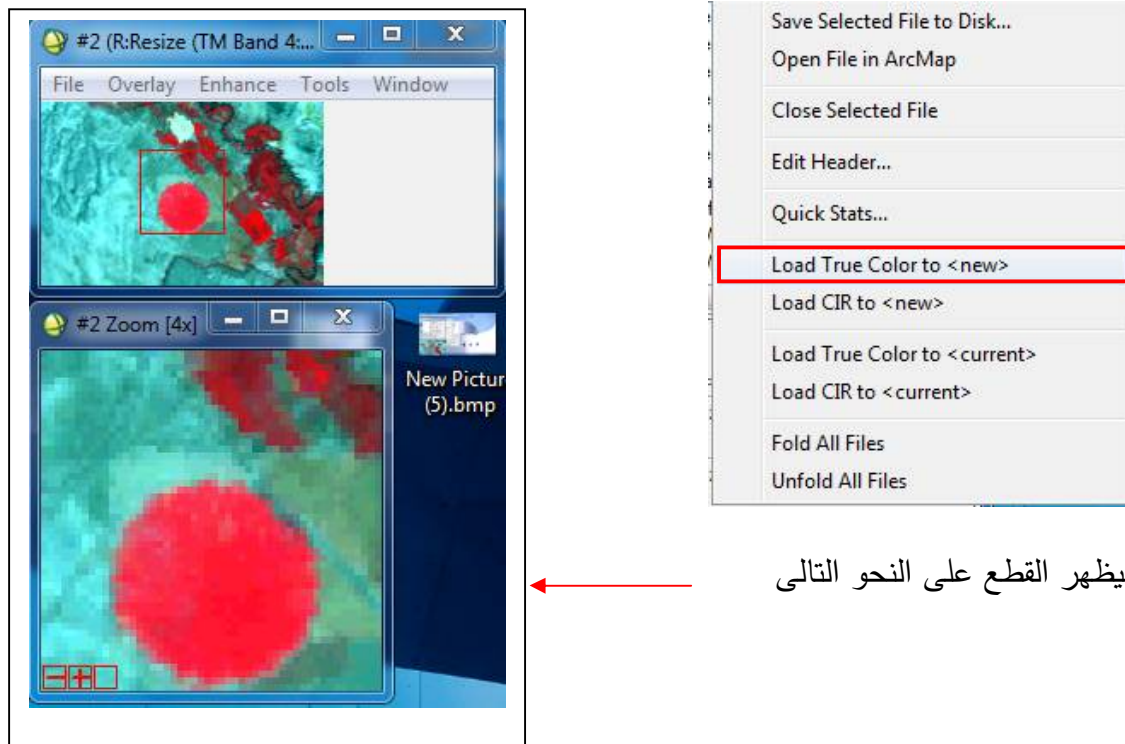 #2 (R:Resize (TM Band 4:...
File Overlay Enhance Tools Window
#2 Zoom [4x]
New Pictur
(5).bmp
Save Selected File to Disk...
Open File in ArcMap
Close Selected File
Edit Header...
Quick Stats...
Load True Color to <new>
Load CIR to <new>
Load True Color to <current>
Load CIR to <current>
Fold All Files
Unfold All Files
يظهر القطع على النحو التالى